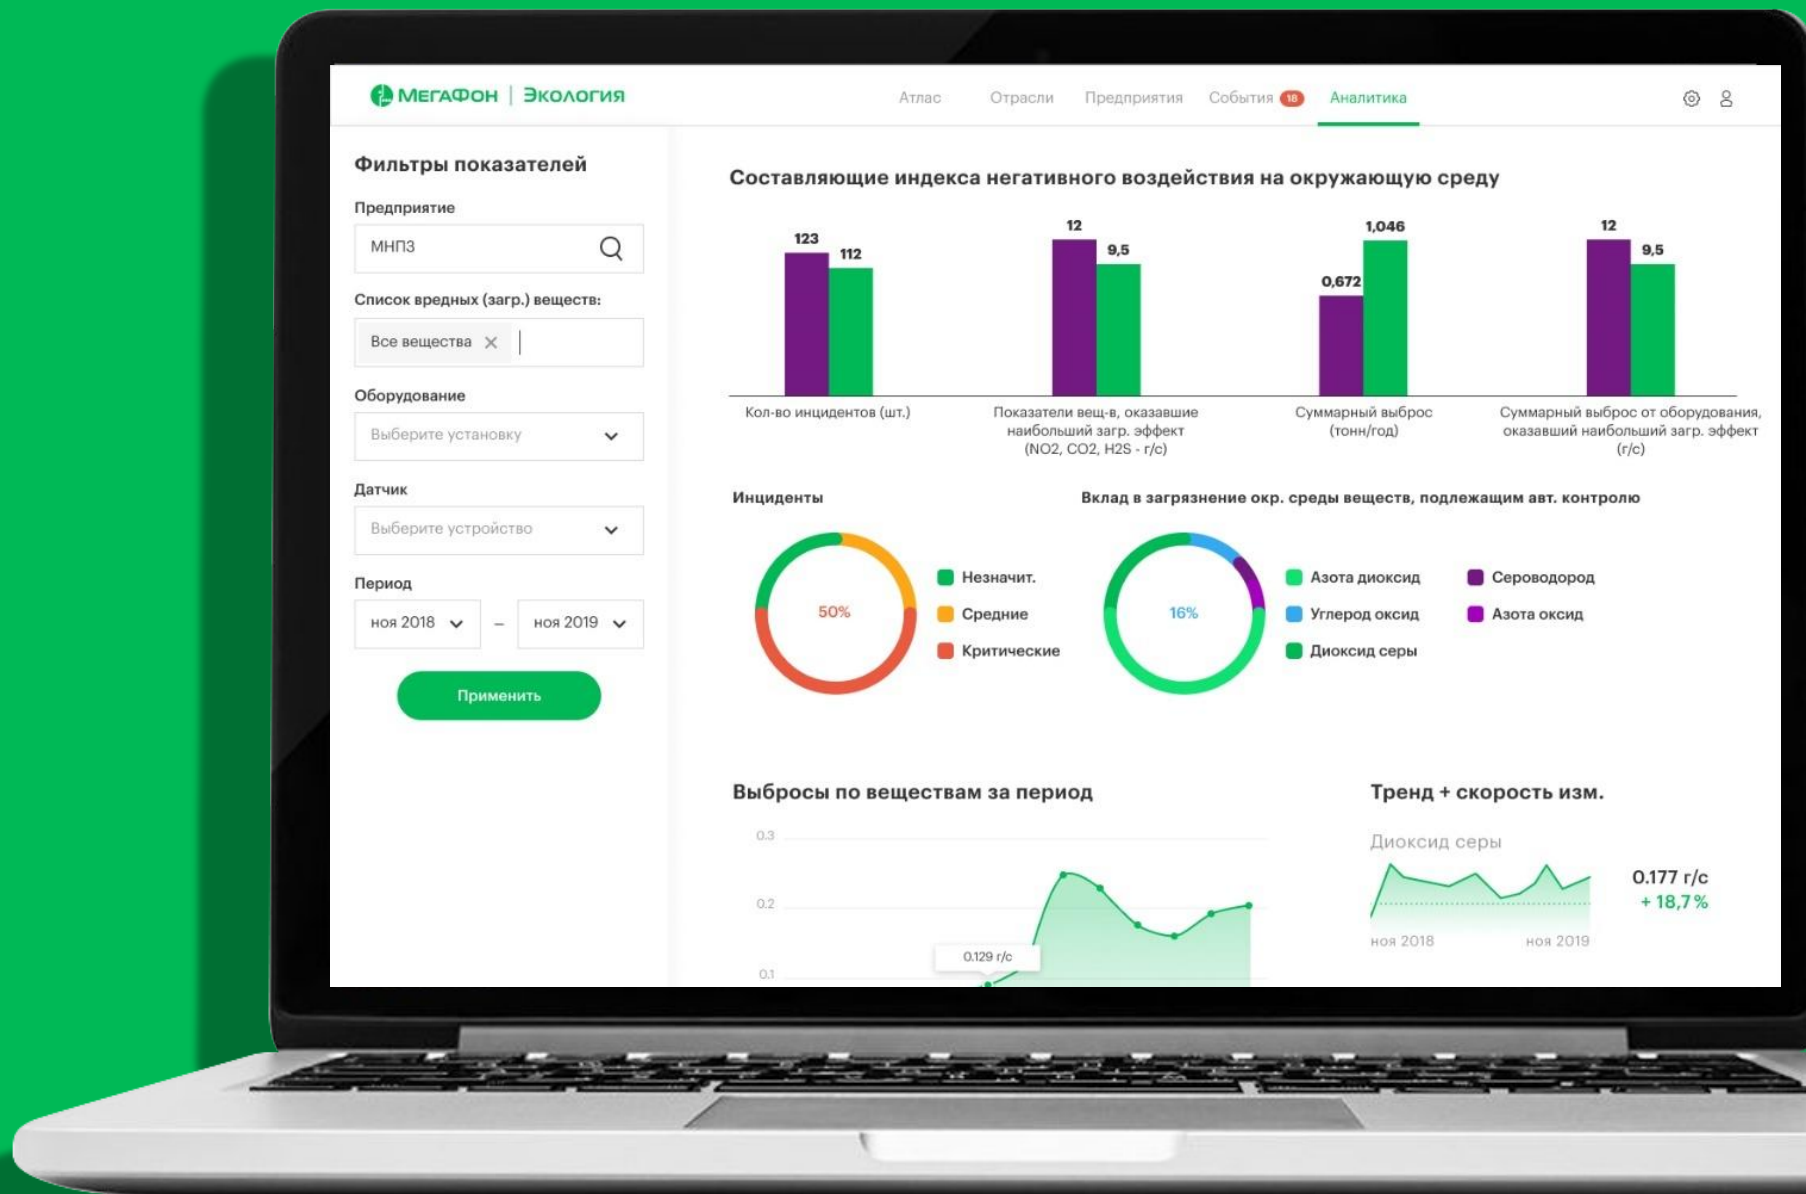 МегаФон | Экология
Атлас Отрасли Предприятия События 18 Аналитика
Фильтры показателей
Предприятие
МНПЗ
Список вредных (загр.) веществ:
Все вещества
Оборудование
Выберите установку
Датчик
Выберите устройство
Период
ноя 2018 – ноя 2019
Применить
Составляющие индекса негативного воздействия на окружающую среду
123
112
Кол-во инцидентов (шт.)
12
9,5
Показатели вещ-в, оказавшие
наибольший загр. эффект
(NO2, CO2, H2S - г/с)
0,672
1,046
Суммарный выброс
(тонн/год)
12
9,5
Суммарный выброс от оборудования,
оказавший наибольший загр. эффект
(г/с)
Инциденты
50%
Незначит.
Средние
Критические
Вклад в загрязнение окр. среды веществ, подлежащим авт. контролю
16%
Азота диоксид
Углерод оксид
Диоксид серы
Сероводород
Азота оксид
Выбросы по веществам за период
0.3
0.2
0.1
0.129 г/с
Тренд + скорость изм.
Диоксид серы
0.177 г/с
+ 18,7 %
ноя 2018 ноя 2019